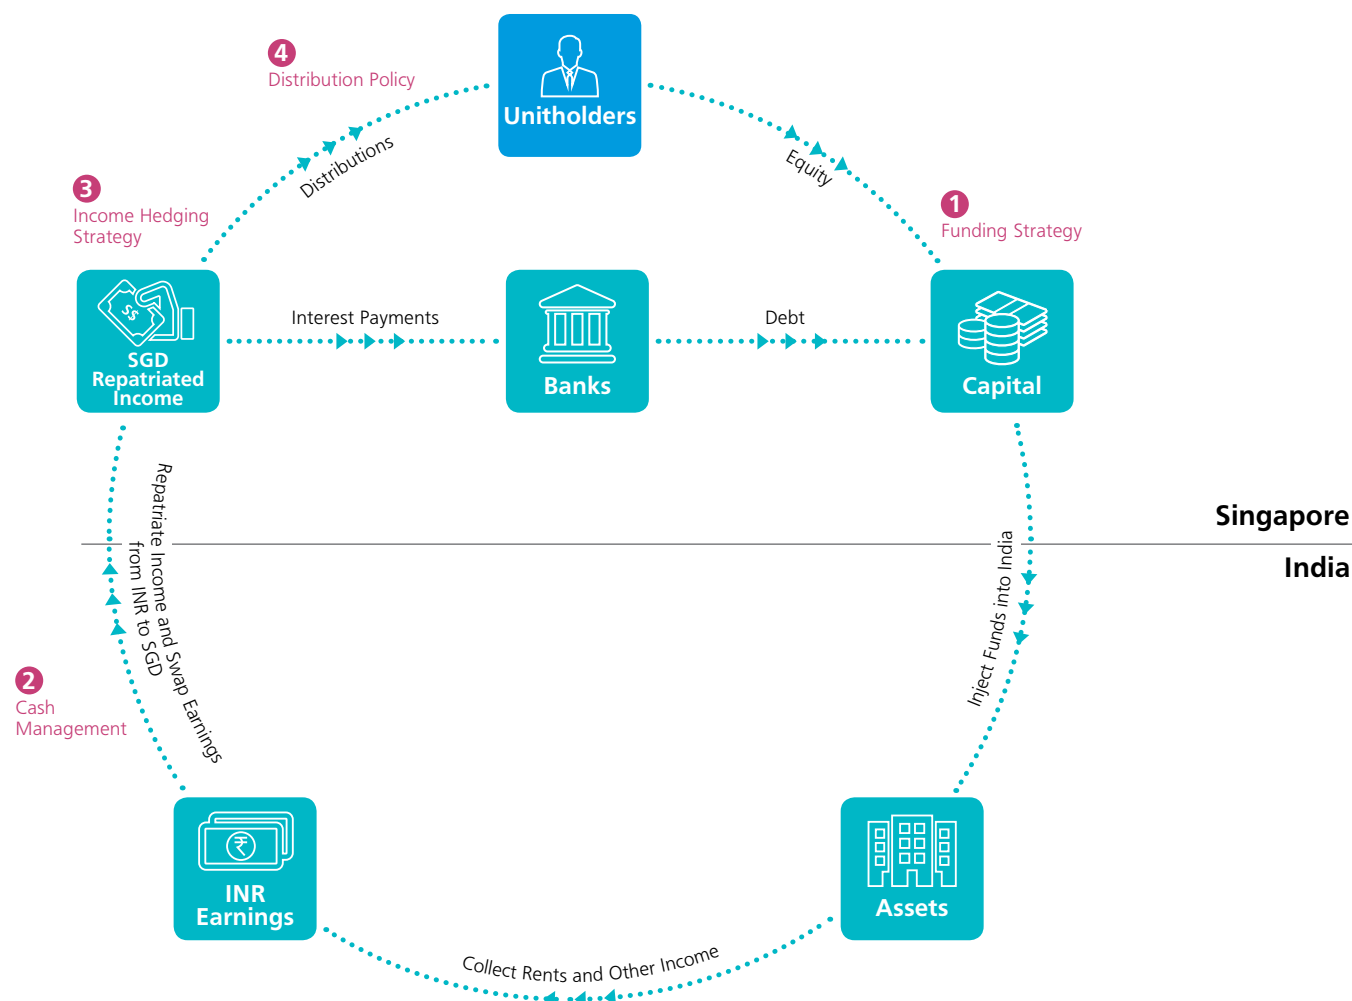 4
Distribution Policy
Unitholders
Distributions
Equity
3
Income Hedging
Strategy
1
Funding Strategy
$$
SGD
Repatriated
Income
Interest Payments
Banks
Debt
Capital
Repatriate Income and Swap Earnings
from INR to SGD
Inject Funds into India
Singapore
India
2
Cash
Management
₹
INR
Earnings
Assets
Collect Rents and Other Income